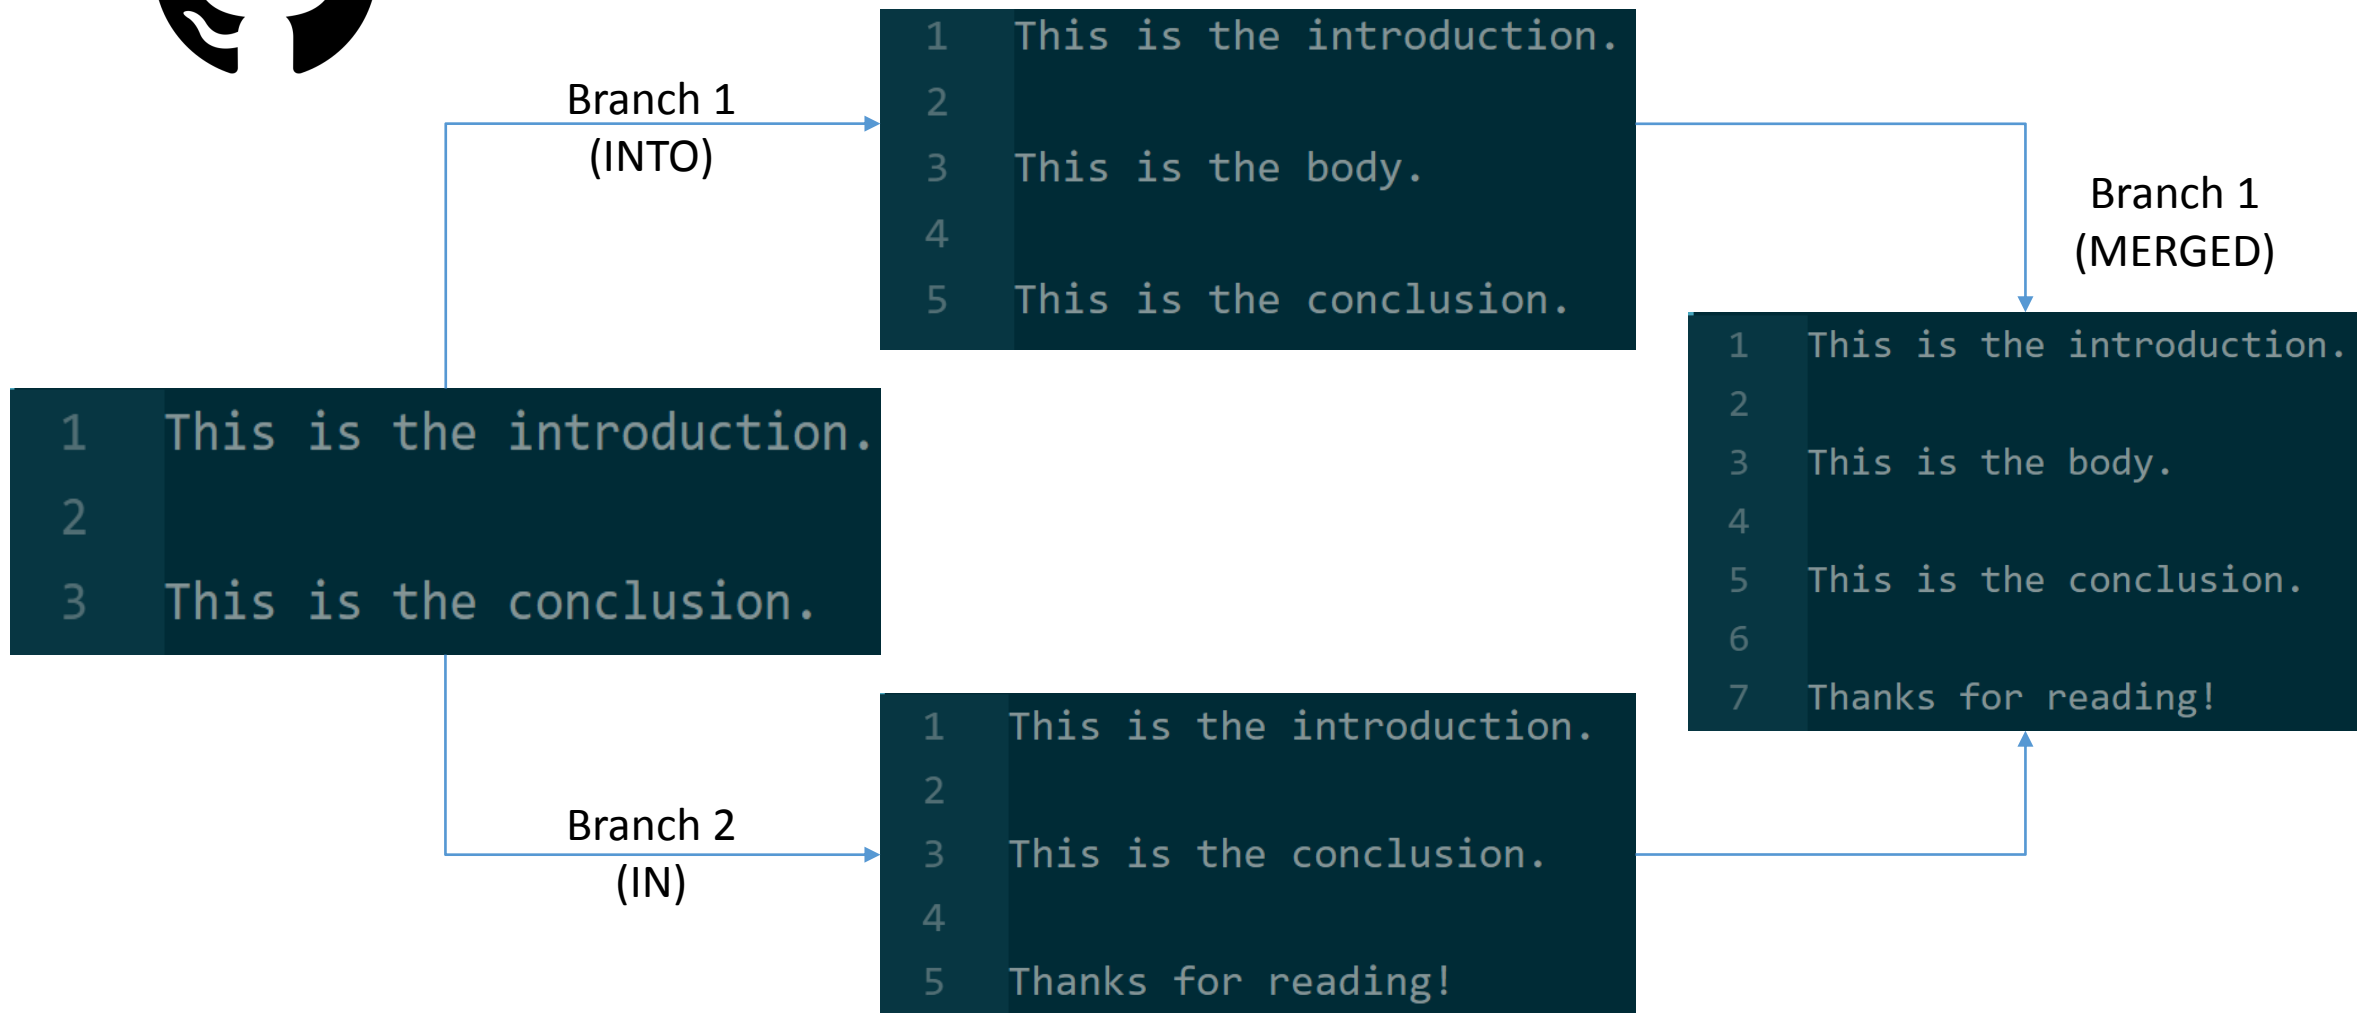 Branch 1
(INTO)
1 This is the introduction.
2
3 This is the body.
4
5 This is the conclusion.
Branch 1
(MERGED)
1 This is the introduction.
2
3 This is the body.
4
5 This is the conclusion.
6
7 Thanks for reading!
1 This is the introduction.
2
3 This is the conclusion.
Branch 2
(IN)
1 This is the introduction.
2
3 This is the conclusion.
4
5 Thanks for reading!